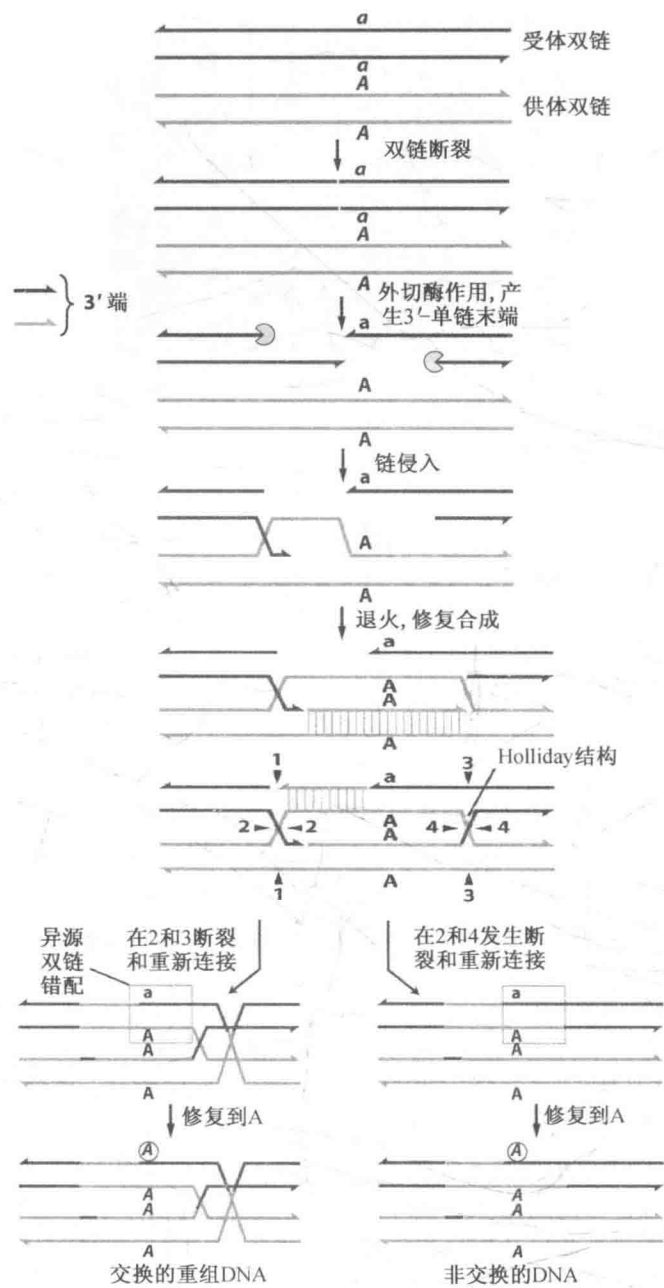 a
受体双链
a
A
供体双链
A
双链断裂
a
a
A
A
3′端
外切酶作用,产
生3′-单链末端
a
A
A
链侵入
a
A
A
退火,修复合成
a
A
A
A
1
3
Holliday结构
a
2 2
A
A
4 4
A
1
3
异源
双链
错配
在2和3断裂
和重新连接
在2和4发生断
裂和重新连接
a
A
A
A
a
A
A
A
修复到A
修复到A
A
A
A
A
A
A
A
A
交换的重组DNA
非交换的DNA